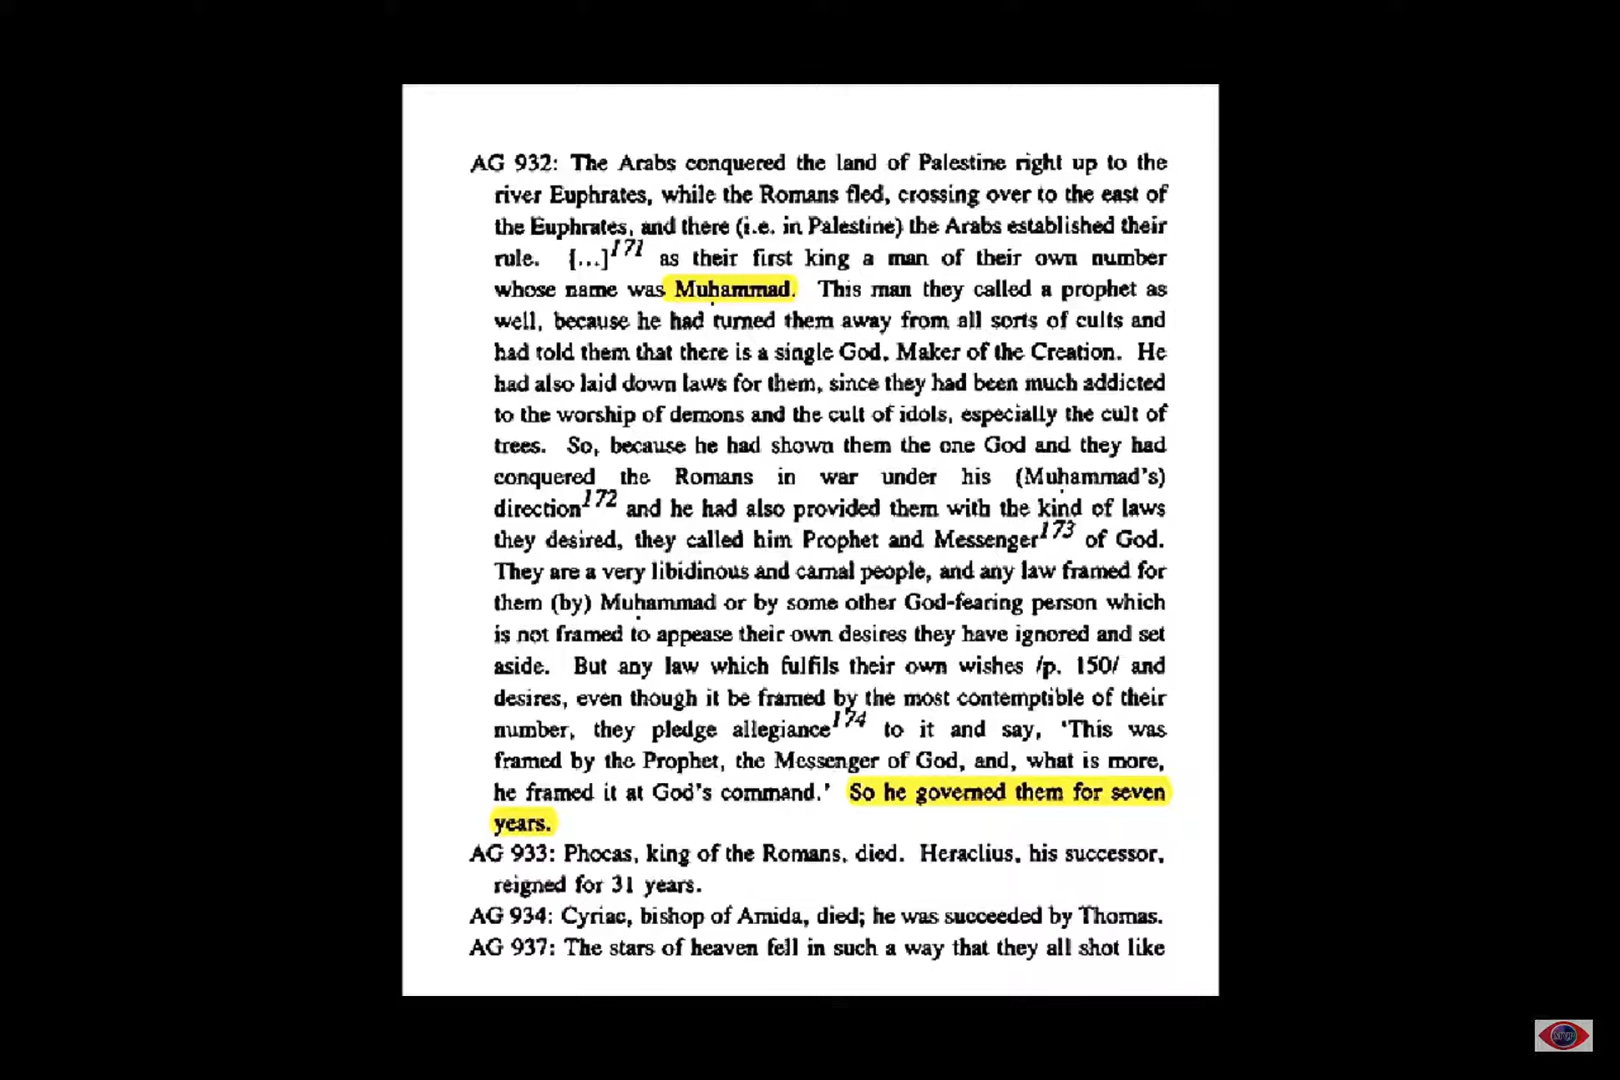 AG 932: The Arabs conquered the land of Palestine right up to the
river Euphrates, while the Romans fled, crossing over to the east of
the Euphrates, and there (i.e. in Palestine) the Arabs established their
rule. [...]171 as their first king a man of their own number
whose name was Muḥammad. This man they called a prophet as
well, because he had turned them away from all sorts of cults and
had told them that there is a single God, Maker of the Creation. He
had also laid down laws for them, since they had been much addicted
to the worship of demons and the cult of idols, especially the cult of
trees. So, because he had shown them the one God and they had
conquered the Romans in war under his (Muḥammad's)
direction172 and he had also provided them with the kind of laws
they desired, they called him Prophet and Messenger173 of God.
They are a very libidinous and carnal people, and any law framed for
them (by) Muḥammad or by some other God-fearing person which
is not framed to appease their own desires they have ignored and set
aside. But any law which fulfils their own wishes /p. 150/ and
desires, even though it be framed by the most contemptible of their
number, they pledge allegiance174 to it and say, 'This was
framed by the Prophet, the Messenger of God, and, what is more,
he framed it at God's command.' So he governed them for seven
years.
AG 933: Phocas, king of the Romans, died. Heraclius, his successor,
reigned for 31 years.
AG 934: Cyriac, bishop of Amida, died; he was succeeded by Thomas.
AG 937: The stars of heaven fell in such a way that they all shot like